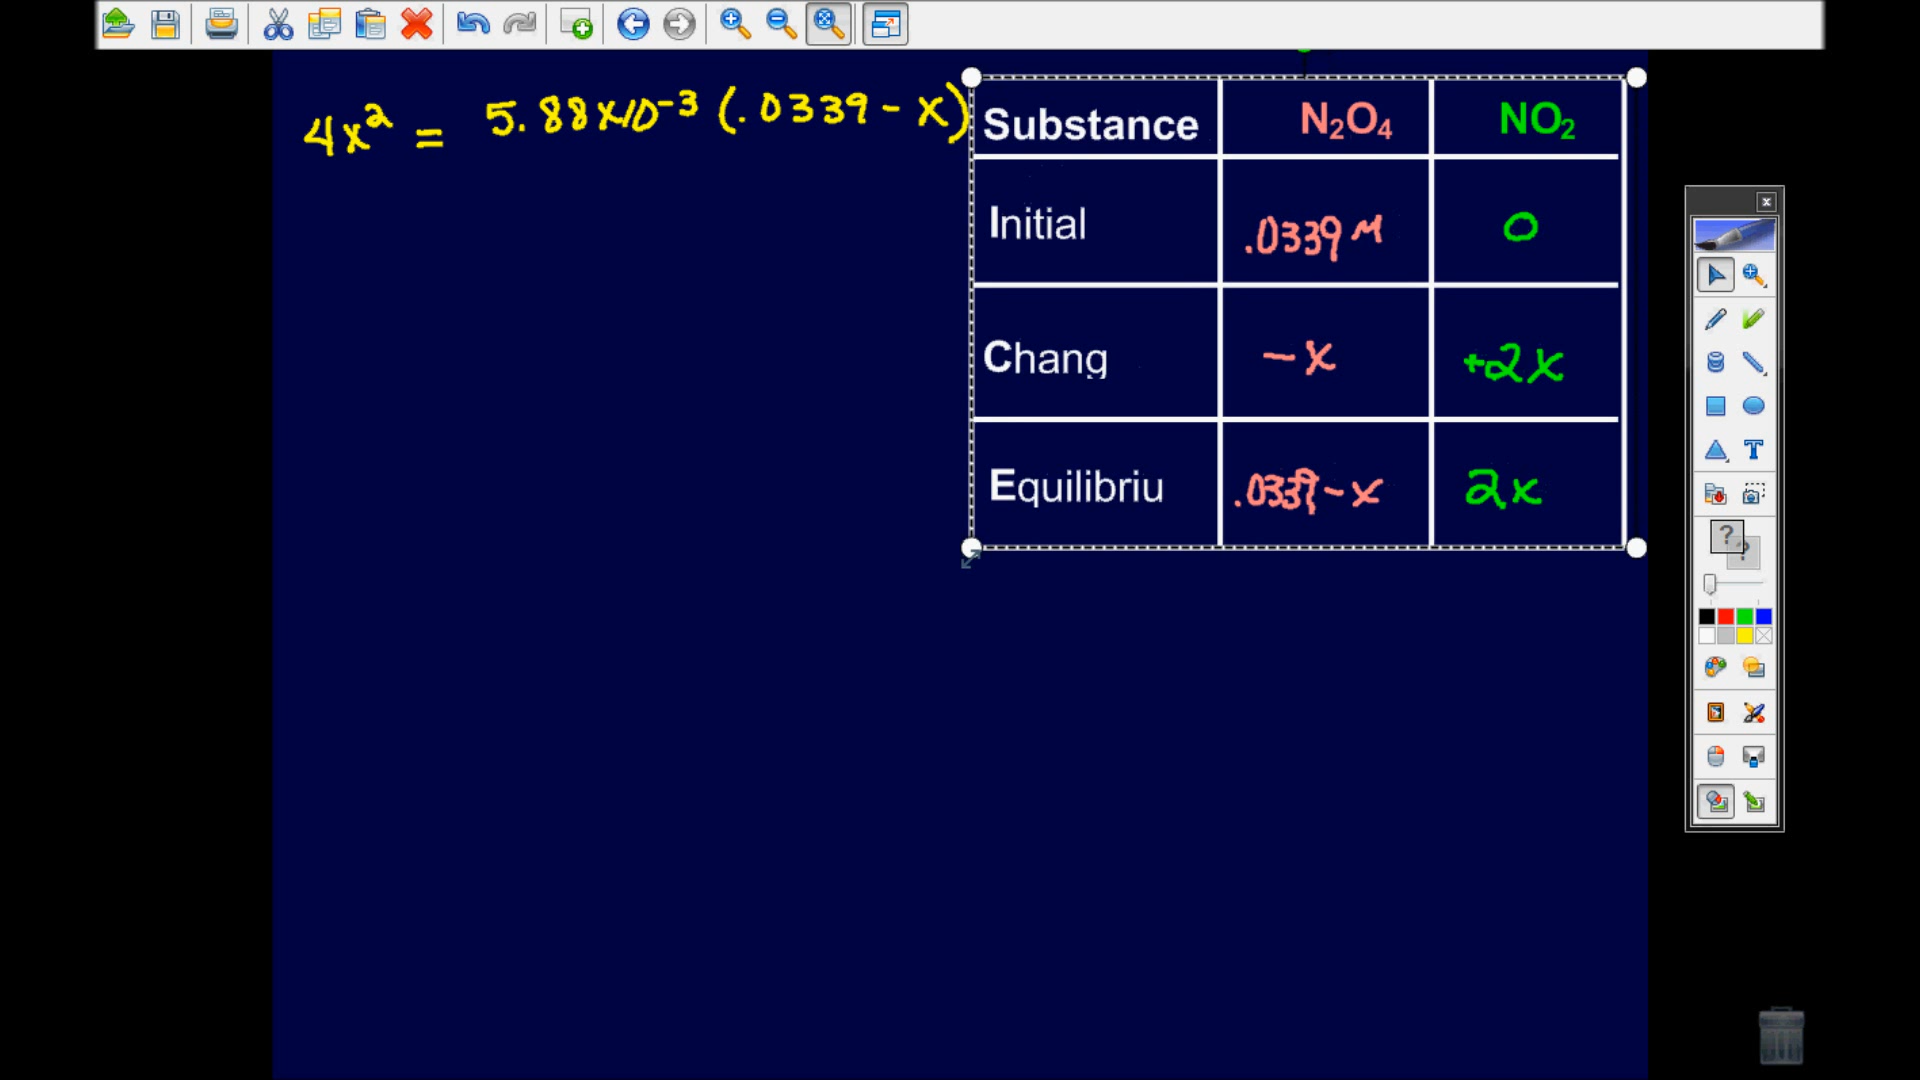 4x² = 5.88x10⁻³ (.0339 - x)
Substance N₂O₄ NO₂
Initial .0339 M 0
Chang -x +2x
Equilibriu .0339-x 2x